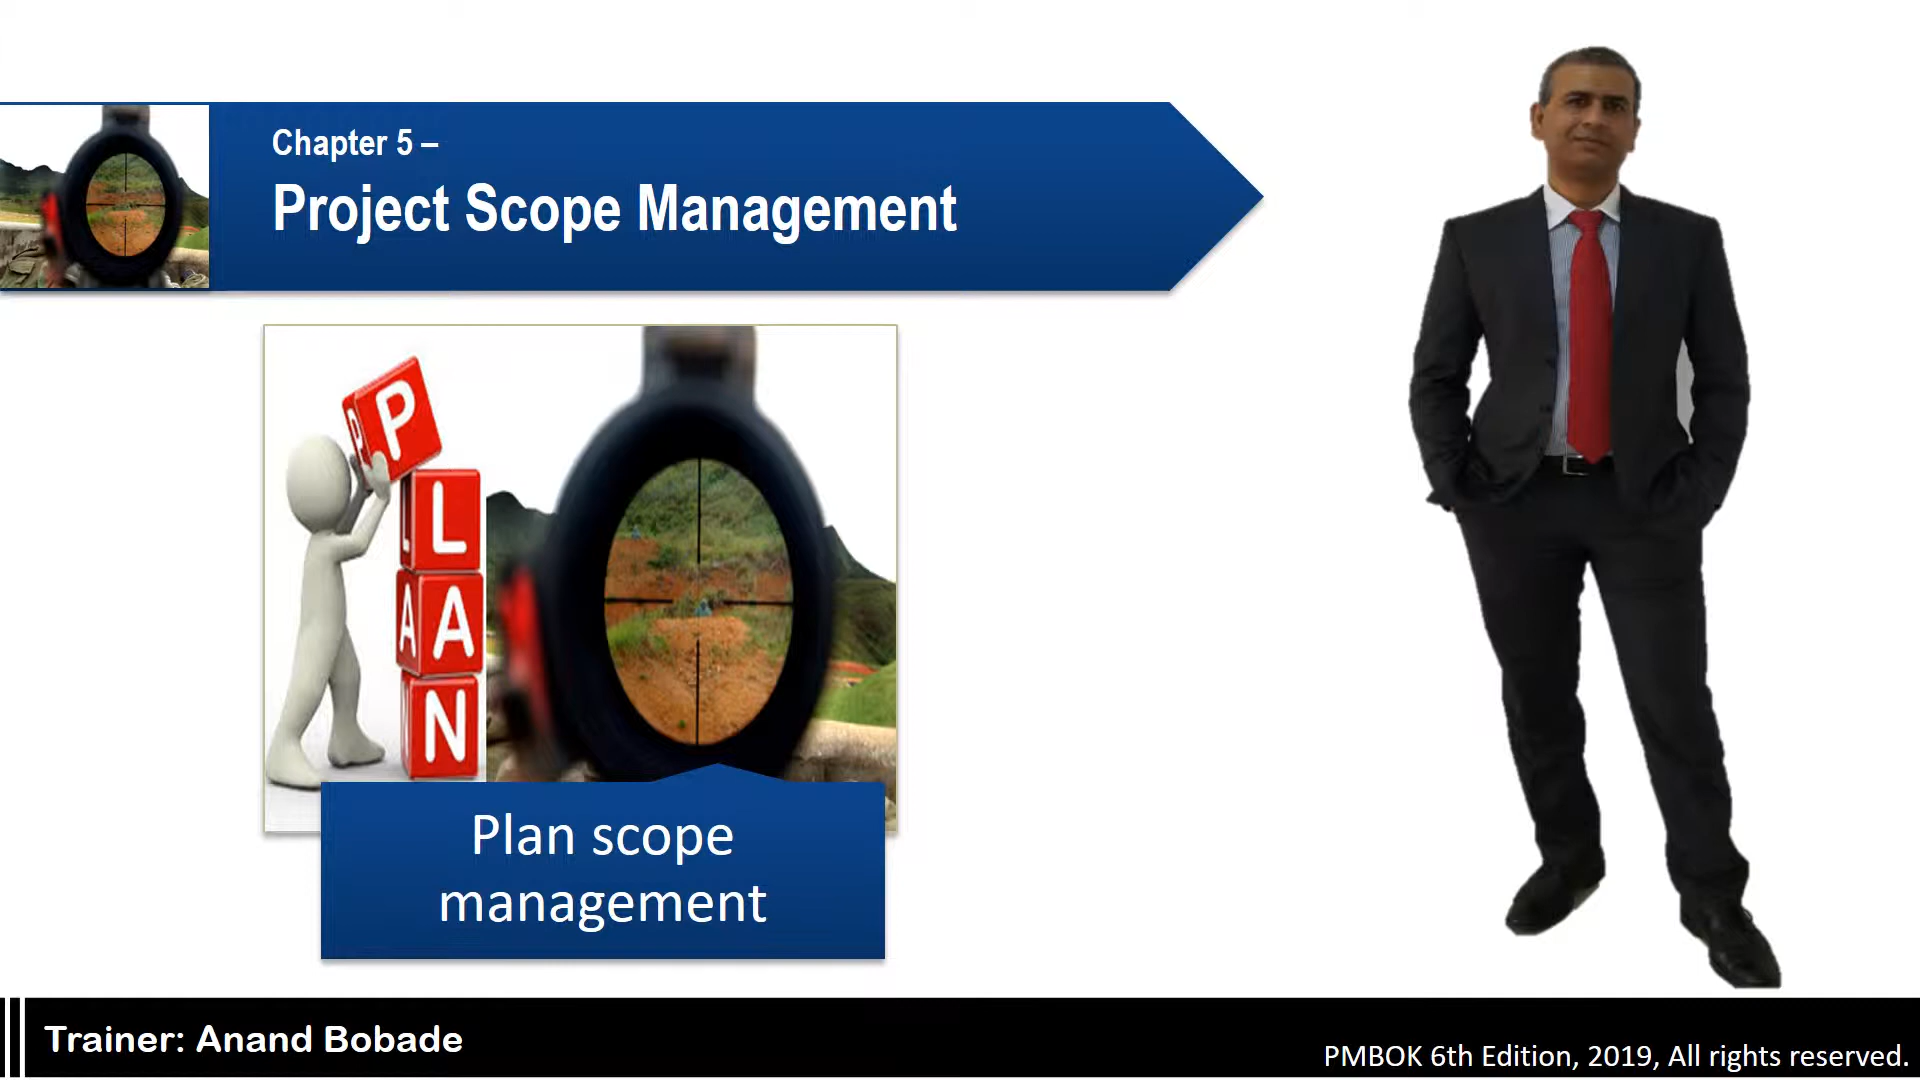 Chapter 5 –
Project Scope Management
P
P
L
L
A
A
N
N
Plan scope
management
Trainer: Anand Bobade
PMBOK 6th Edition, 2019, All rights reserved.